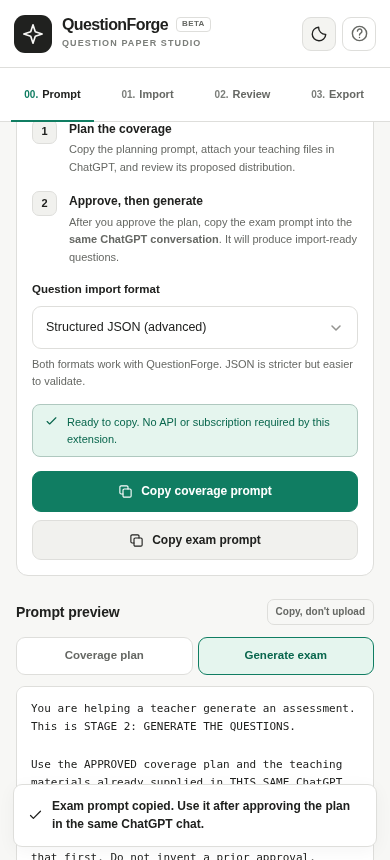 QuestionForge BETA
QUESTION PAPER STUDIO
00. Prompt 01. Import 02. Review 03. Export
1 Plan the coverage
Copy the planning prompt, attach your teaching files in
ChatGPT, and review its proposed distribution.
2 Approve, then generate
After you approve the plan, copy the exam prompt into the
same ChatGPT conversation. It will produce import-ready
questions.
Question import format
Structured JSON (advanced)
Both formats work with QuestionForge. JSON is stricter but easier
to validate.
Ready to copy. No API or subscription required by this
extension.
Copy coverage prompt
Copy exam prompt
Prompt preview Copy, don't upload
Coverage plan Generate exam
You are helping a teacher generate an assessment.
This is STAGE 2: GENERATE THE QUESTIONS.
Use the APPROVED coverage plan and the teaching
materials already supplied in THIS SAME ChatGPT
Exam prompt copied. Use it after approving the plan
in the same ChatGPT chat.
that first. Do not invent a prior approval.